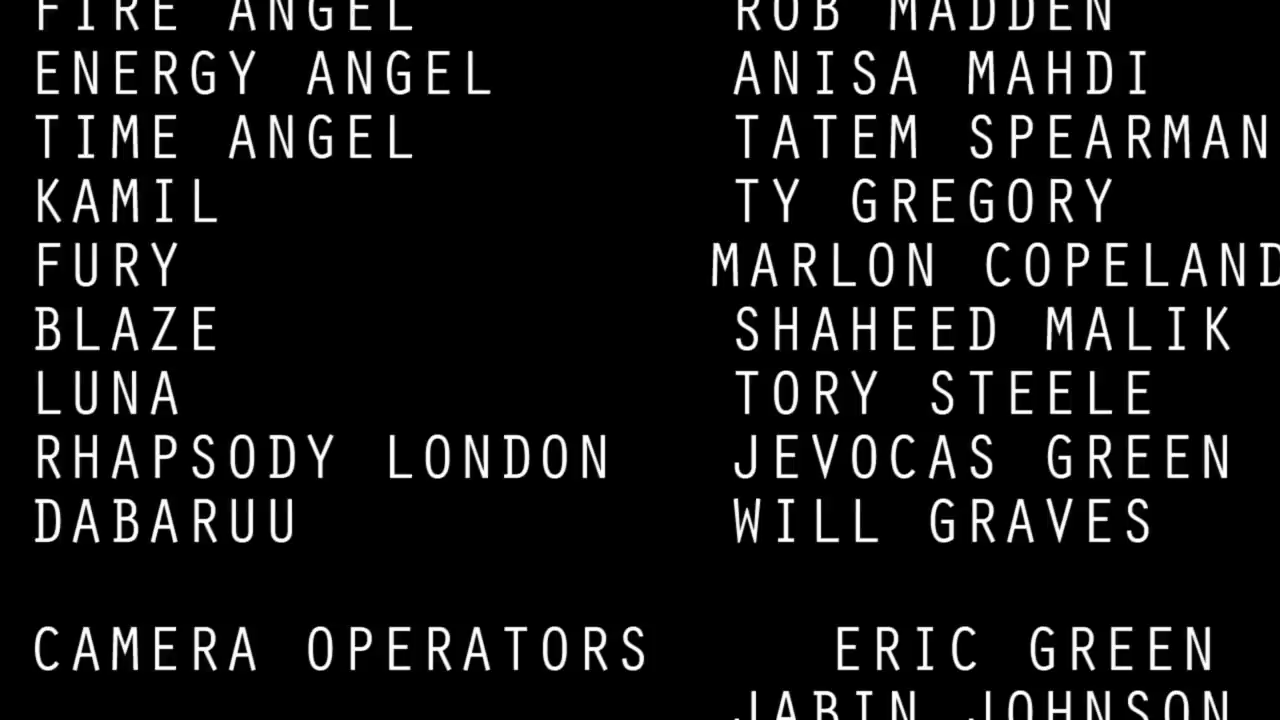 FIRE ANGEL ROB MADDEN
ENERGY ANGEL ANISA MAHDI
TIME ANGEL TATEM SPEARMAN
KAMIL TY GREGORY
FURY MARLON COPELAND
BLAZE SHAHEED MALIK
LUNA TORY STEELE
RHAPSODY LONDON JEVOCAS GREEN
DABARUU WILL GRAVES
CAMERA OPERATORS ERIC GREEN
JABIN JOHNSON